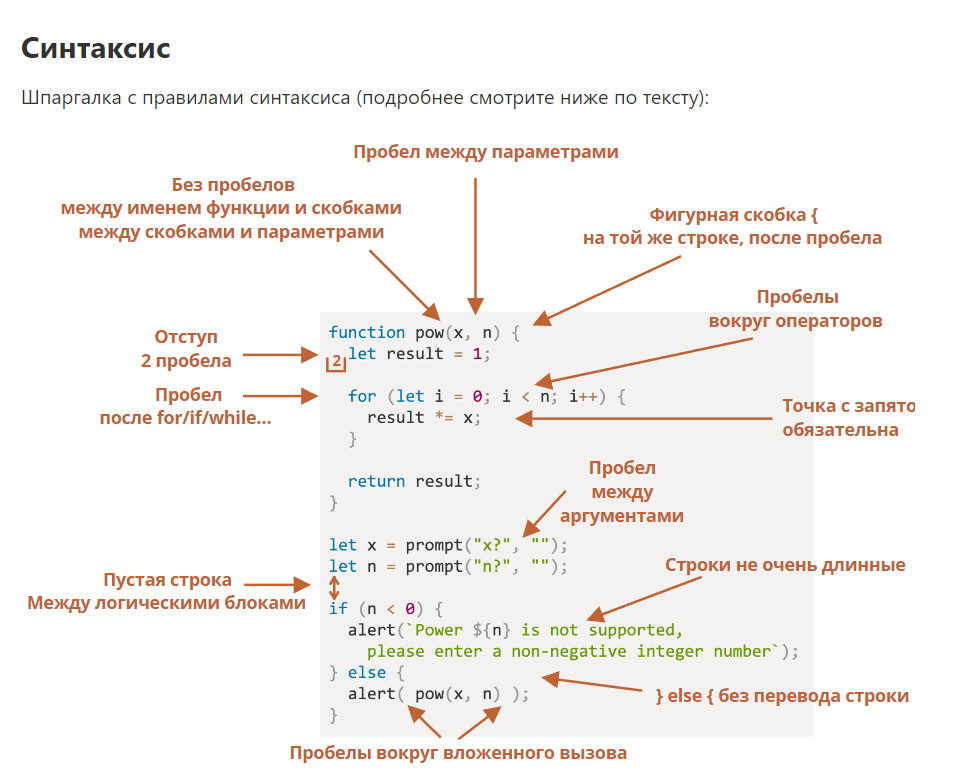 Синтаксис
Шпаргалка с правилами синтаксиса (подробнее смотрите ниже по тексту):
Пробел между параметрами
Без пробелов
между именем функции и скобками
между скобками и параметрами
Фигурная скобка {
на той же строке, после пробела
Пробелы
вокруг операторов
Отступ
2 пробела
Пробел
после for/if/while...
function pow(x, n) {
2
let result = 1;
for (let i = 0; i < n; i++) {
result *= x;
}
Точка с запято
обязательна
return result;
}
Пробел
между
аргументами
let x = prompt("x?", "");
let n = prompt("n?", "");
Пустая строка
Между логическими блоками
Строки не очень длинные
if (n < 0) {
alert(`Power ${n} is not supported,
please enter a non-negative integer number`);
} else {
alert( pow(x, n) );
}
} else { без перевода строки
Пробелы вокруг вложенного вызова